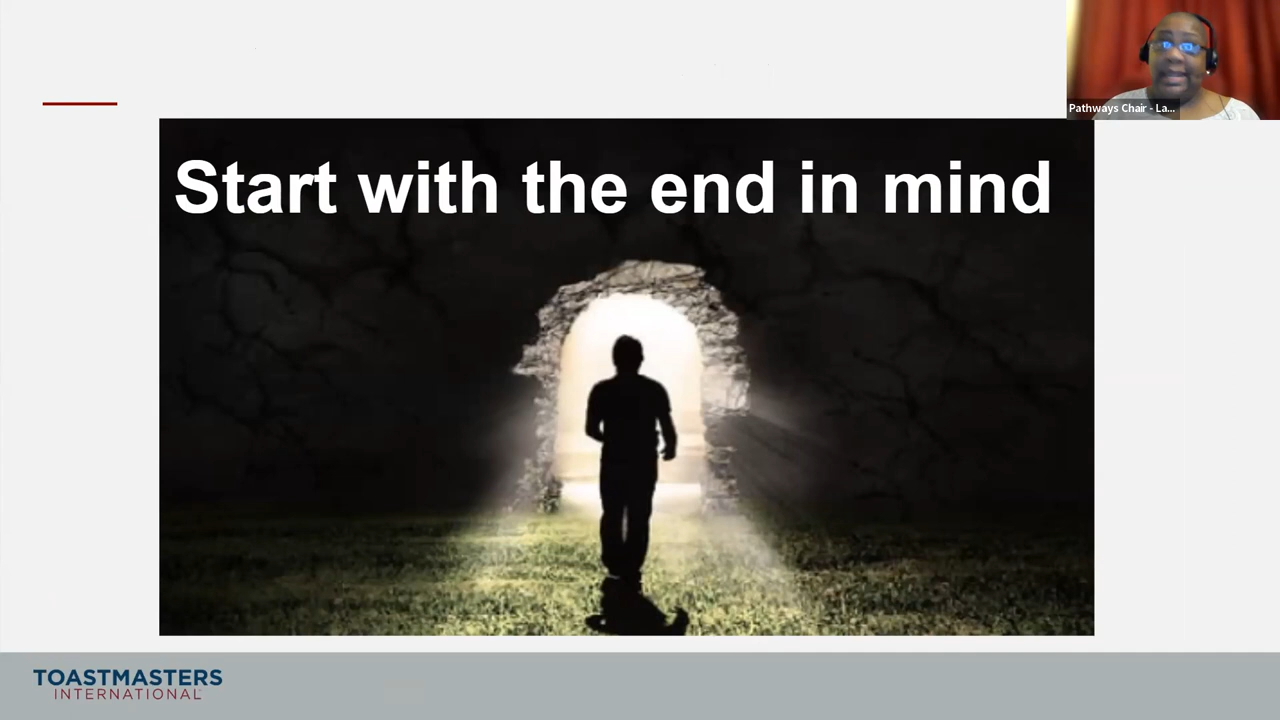 Pathways Chair - La...
Start with the end in mind
TOASTMASTERS
INTERNATIONAL